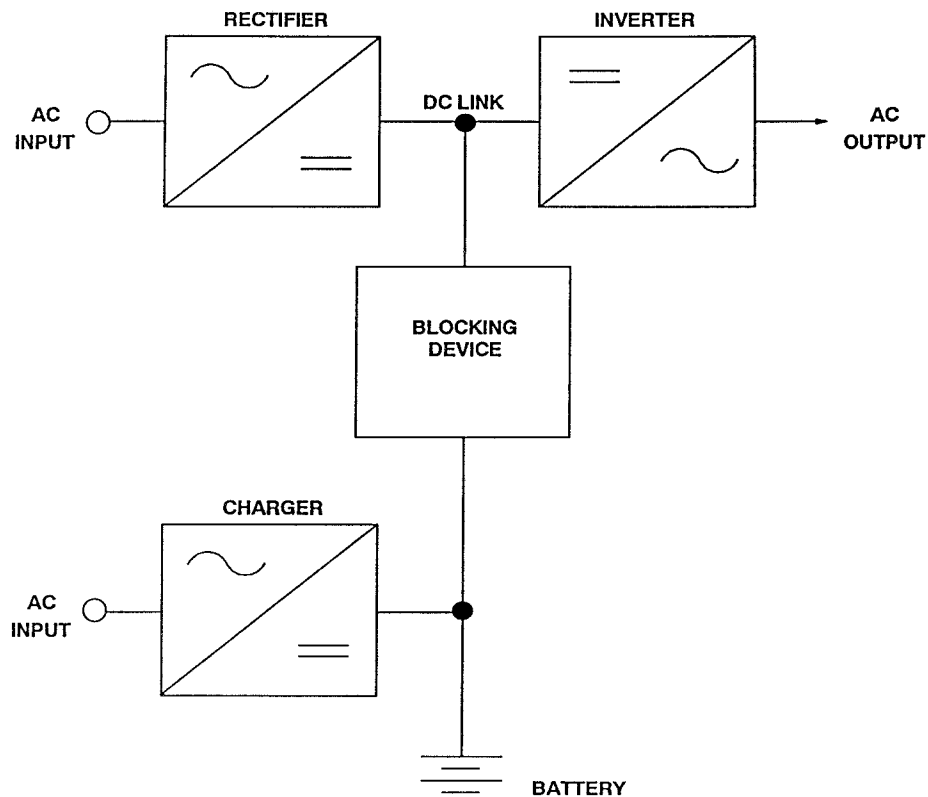 RECTIFIER
INVERTER
DC LINK
AC
INPUT
AC
OUTPUT
BLOCKING
DEVICE
CHARGER
AC
INPUT
BATTERY